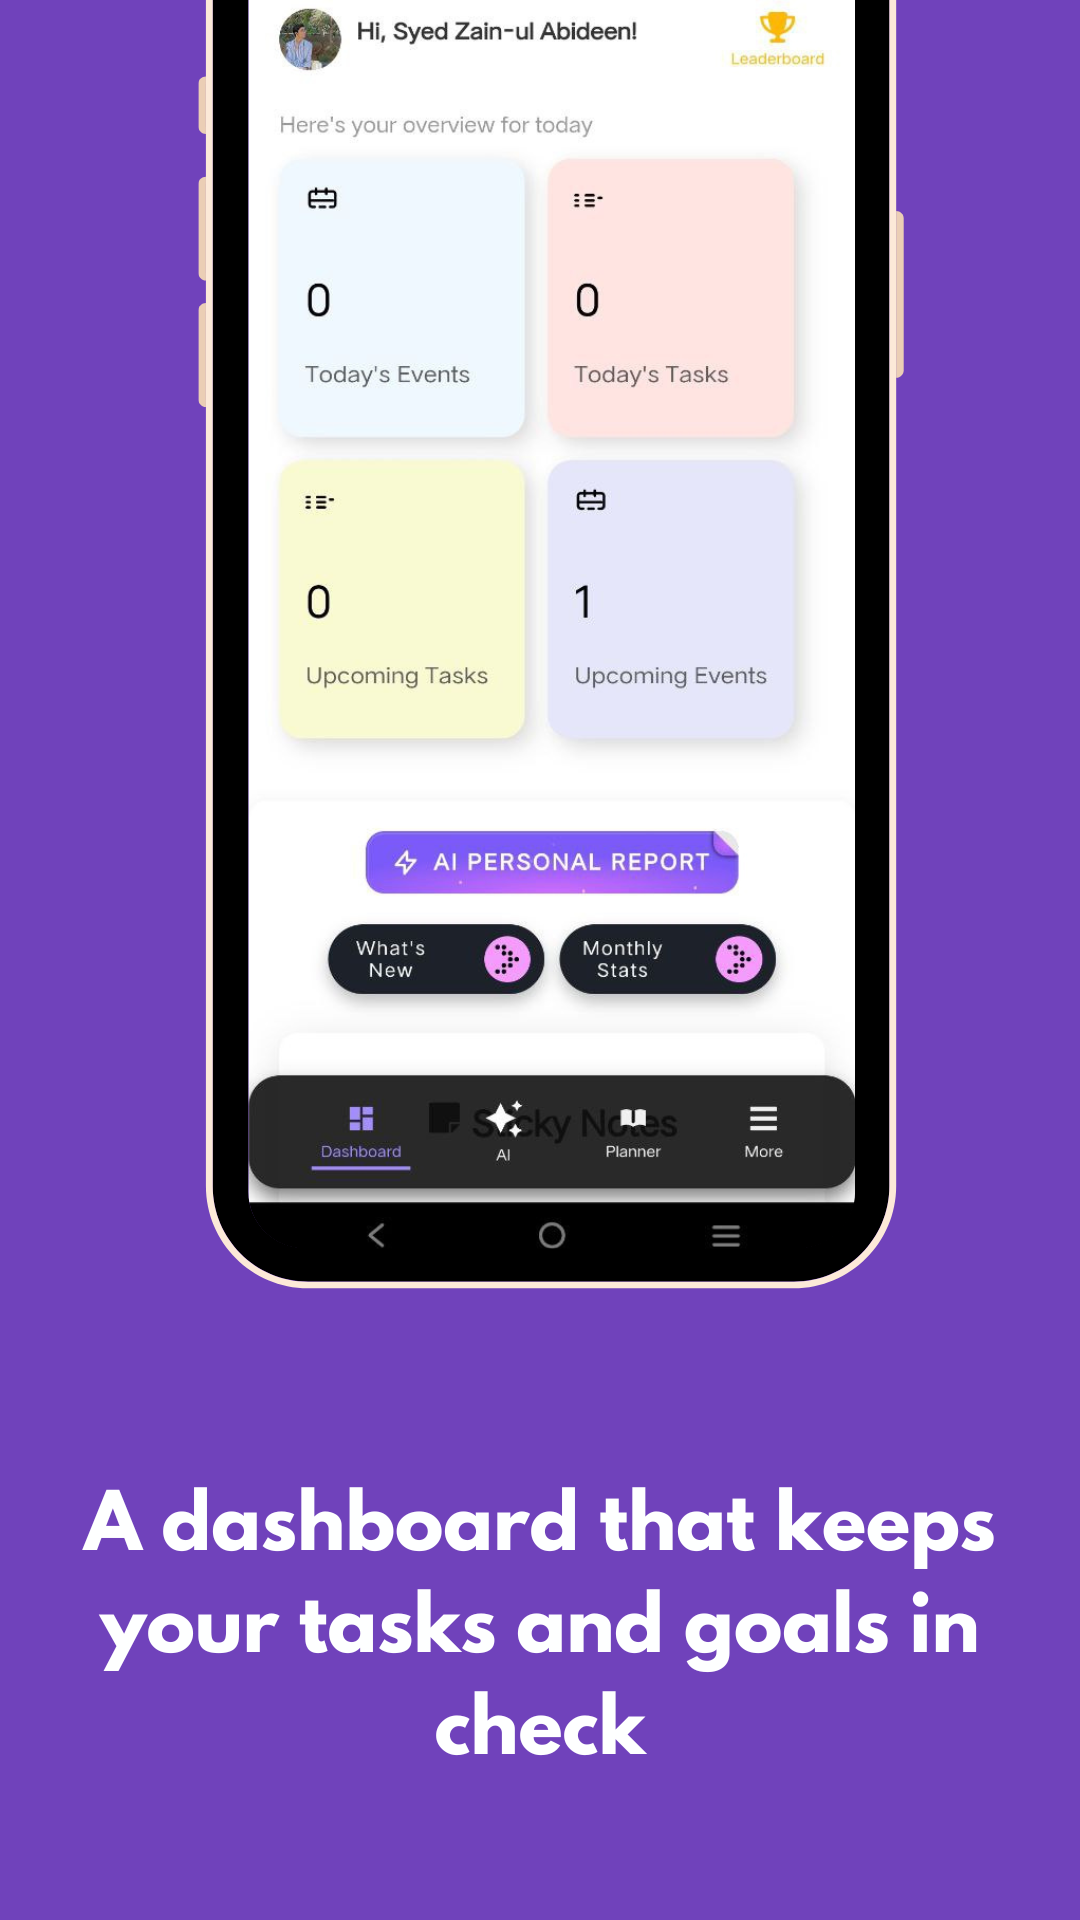 Hi, Syed Zain-ul Abideen!
Leaderboard
Here's your overview for today
0
Today's Events
0
Today's Tasks
0
Upcoming Tasks
1
Upcoming Events
AI PERSONAL REPORT
What's
New
Monthly
Stats
Sticky Notes
Dashboard
AI
Planner
More
A dashboard that keeps
your tasks and goals in
check